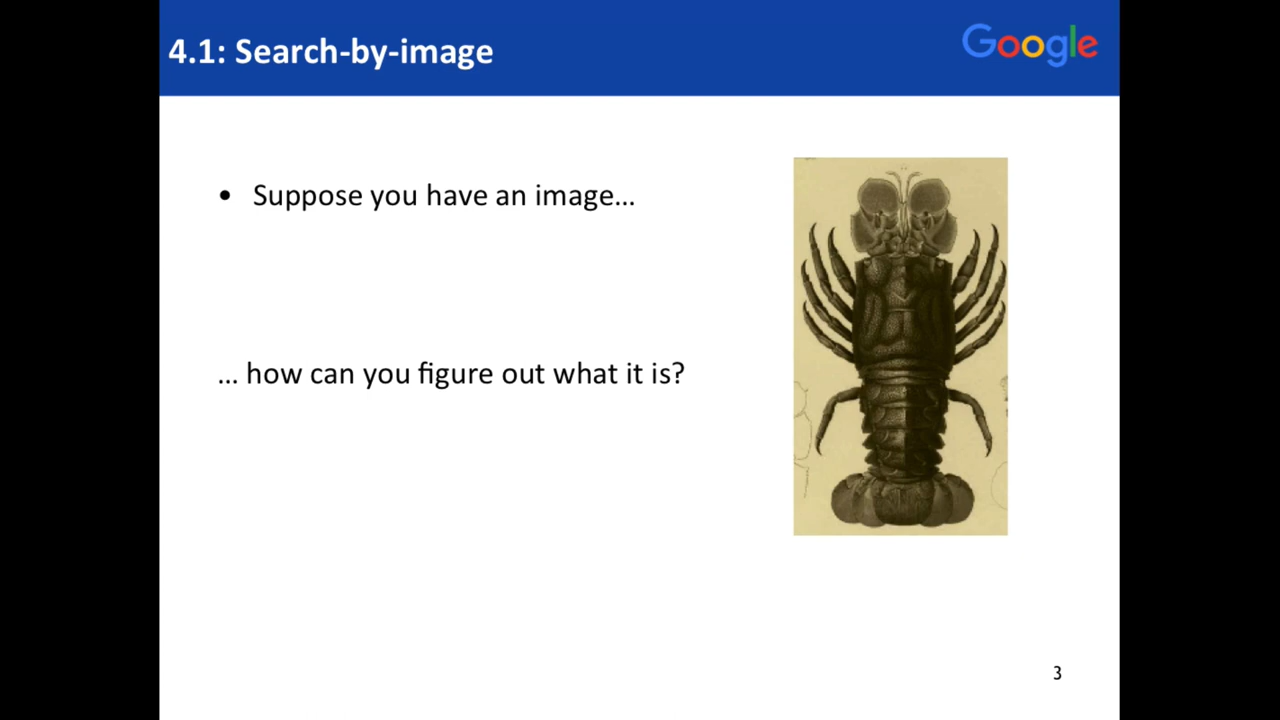 4.1: Search-by-image
Google
• Suppose you have an image…
… how can you figure out what it is?
3